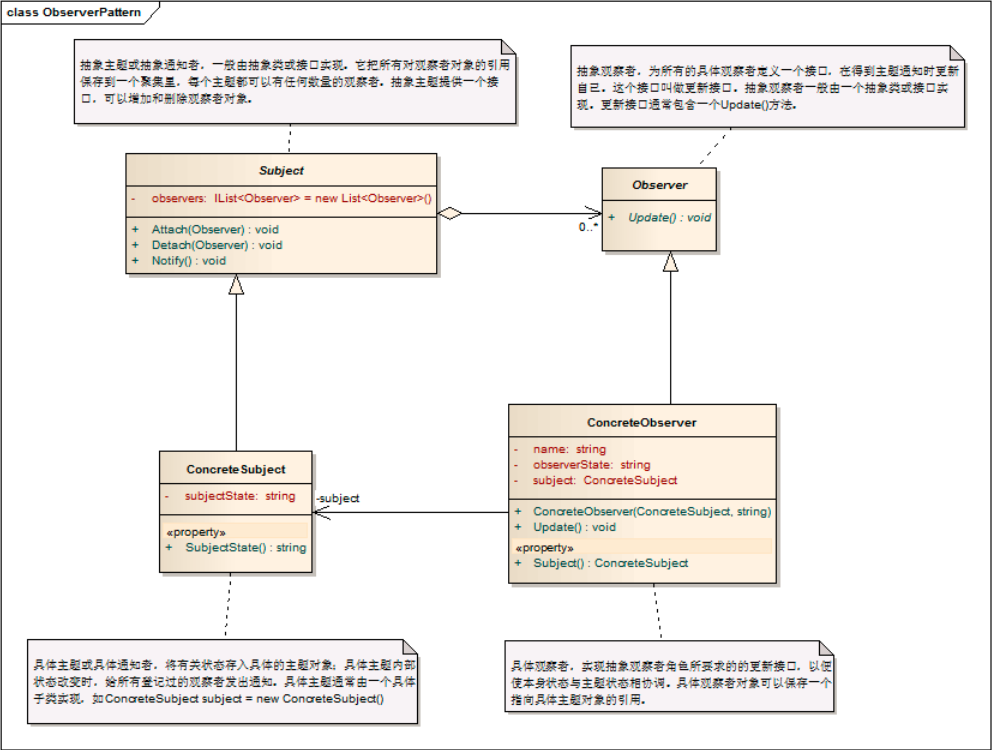 class ObserverPattern
抽象主题或抽象通知者，一般由抽象类或接口实现。它把所有对观察者对象的引用
保存到一个聚集里，每个主题都可以有任何数量的观察者。抽象主题提供一个接
口，可以增加和删除观察者对象。
抽象观察者，为所有的具体观察者定义一个接口，在得到主题通知时更新
自己。这个接口叫做更新接口。抽象观察者一般由一个抽象类或接口实
现。更新接口通常包含一个Update()方法。
Subject
- observers: IList<Observer> = new List<Observer>()
+ Attach(Observer) : void
+ Detach(Observer) : void
+ Notify() : void
Observer
+ Update() : void
0..*
ConcreteSubject
- subjectState: string
«property»
+ SubjectState() : string
-subject
ConcreteObserver
- name: string
- observerState: string
- subject: ConcreteSubject
+ ConcreteObserver(ConcreteSubject, string)
+ Update() : void
«property»
+ Subject() : ConcreteSubject
具体主题或具体通知者，将有关状态存入具体的主题对象；具体主题内部
状态改变时，给所有登记过的观察者发出通知。具体主题通常由一个具体
子类实现，如ConcreteSubject subject = new ConcreteSubject()
具体观察者，实现抽象观察者角色所要求的的更新接口，以便
使本身状态与主题状态相协调。具体观察者对象可以保存一个
指向具体主题对象的引用。